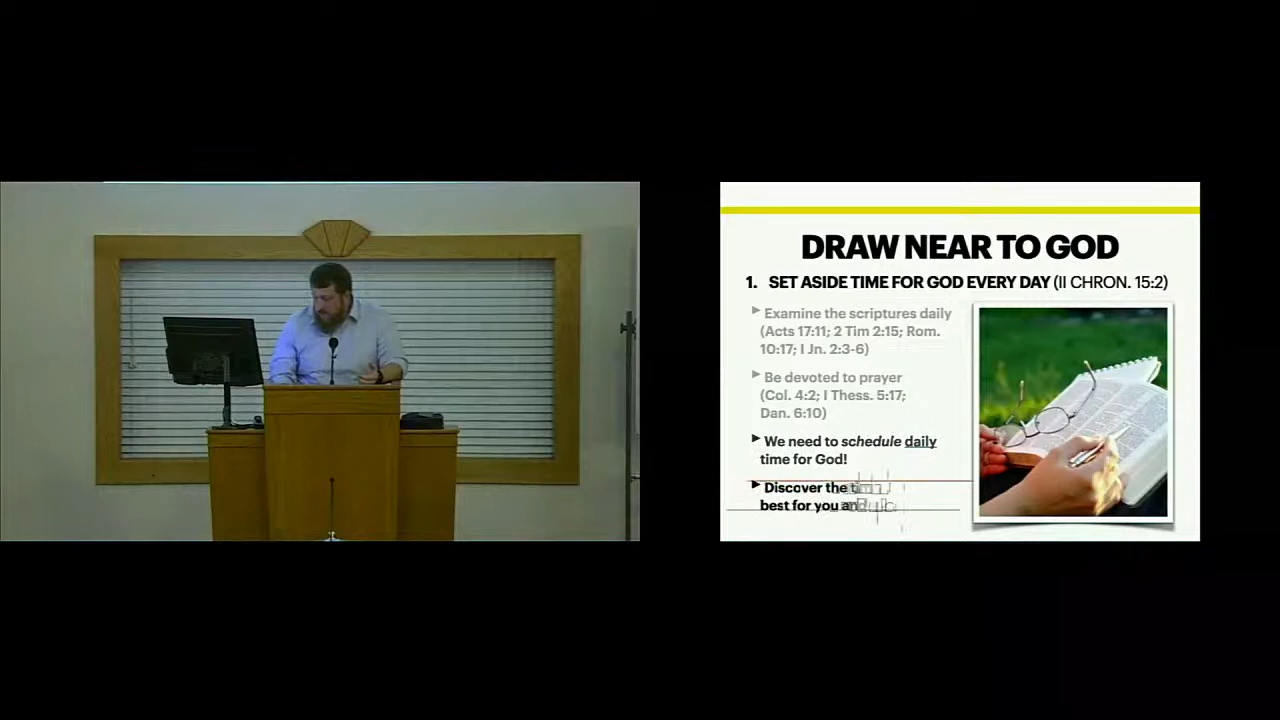 DRAW NEAR TO GOD
1. SET ASIDE TIME FOR GOD EVERY DAY (II CHRON. 15:2)
Examine the scriptures daily
(Acts 17:11; 2 Tim 2:15; Rom.
10:17; I Jn. 2:3-6)
Be devoted to prayer
(Col. 4:2; I Thess. 5:17;
Dan. 6:10)
We need to schedule daily
time for God!
Discover the
best for you